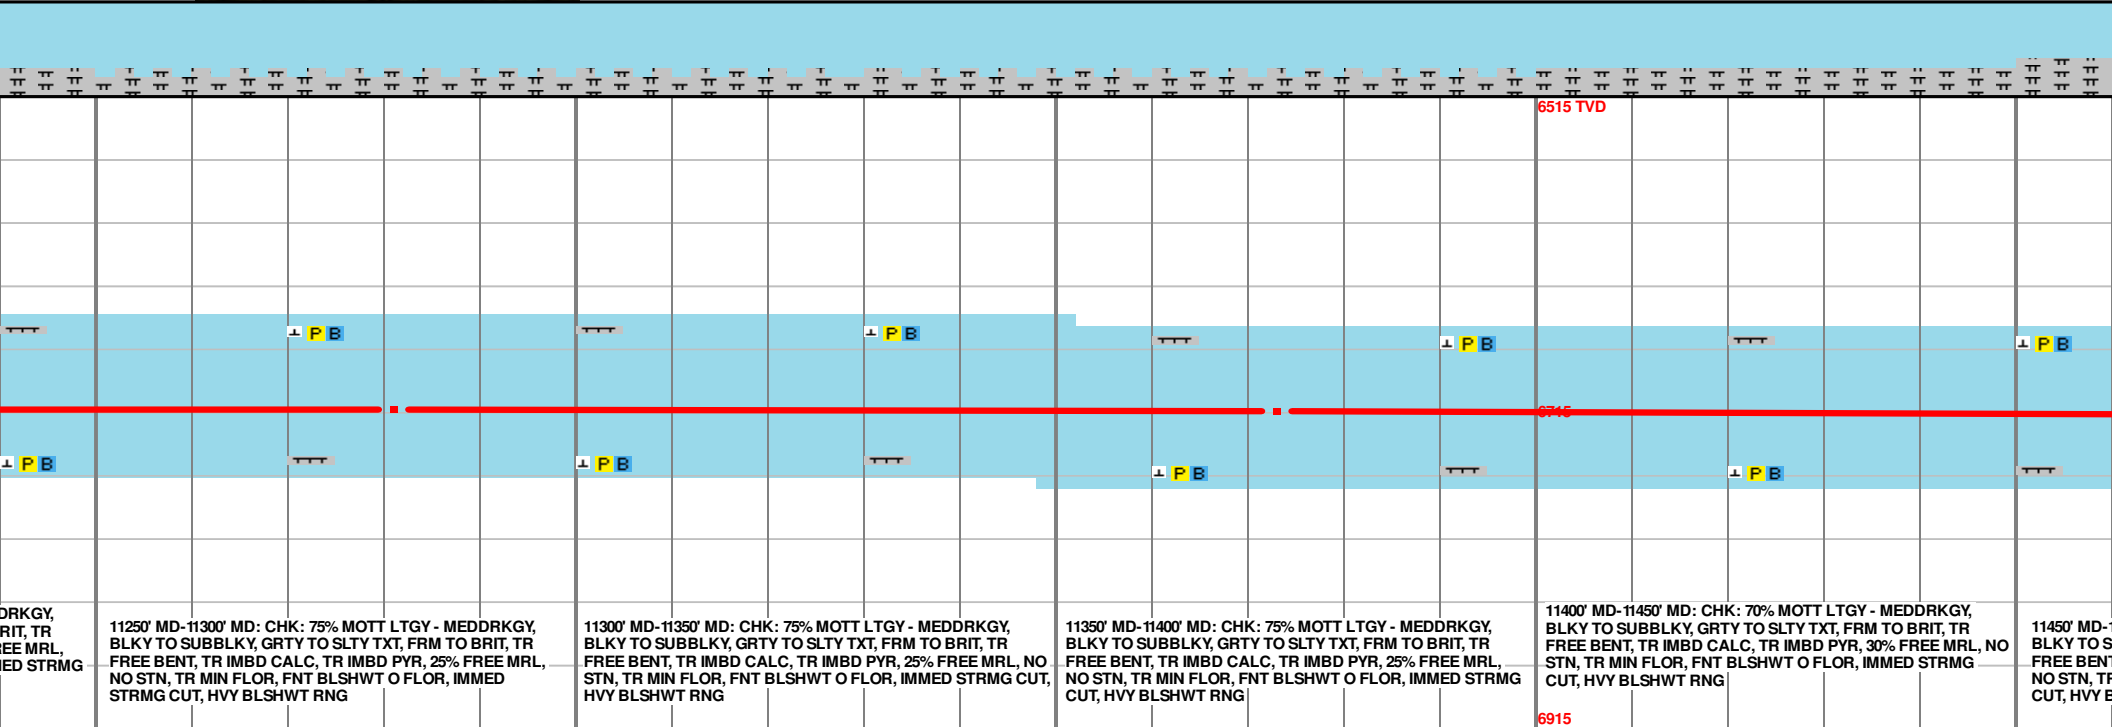 6515 TVD
P B
P B
P B
P B
6715
P B
P B
P B
P B
DRKGY,
RIT, TR
EE MRL,
ED STRMG
11250' MD-11300' MD: CHK: 75% MOTT LTGY - MEDDRKGY,
BLKY TO SUBBLKY, GRTY TO SLTY TXT, FRM TO BRIT, TR
FREE BENT, TR IMBD CALC, TR IMBD PYR, 25% FREE MRL,
NO STN, TR MIN FLOR, FNT BLSHWT O FLOR, IMMED
STRMG CUT, HVY BLSHWT RNG
11300' MD-11350' MD: CHK: 75% MOTT LTGY - MEDDRKGY,
BLKY TO SUBBLKY, GRTY TO SLTY TXT, FRM TO BRIT, TR
FREE BENT, TR IMBD CALC, TR IMBD PYR, 25% FREE MRL, NO
STN, TR MIN FLOR, FNT BLSHWT O FLOR, IMMED STRMG CUT,
HVY BLSHWT RNG
11350' MD-11400' MD: CHK: 75% MOTT LTGY - MEDDRKGY,
BLKY TO SUBBLKY, GRTY TO SLTY TXT, FRM TO BRIT, TR
FREE BENT, TR IMBD CALC, TR IMBD PYR, 25% FREE MRL,
NO STN, TR MIN FLOR, FNT BLSHWT O FLOR, IMMED STRMG
CUT, HVY BLSHWT RNG
11400' MD-11450' MD: CHK: 70% MOTT LTGY - MEDDRKGY,
BLKY TO SUBBLKY, GRTY TO SLTY TXT, FRM TO BRIT, TR
FREE BENT, TR IMBD CALC, TR IMBD PYR, 30% FREE MRL, NO
STN, TR MIN FLOR, FNT BLSHWT O FLOR, IMMED STRMG
CUT, HVY BLSHWT RNG
11450' MD-1
BLKY TO S
FREE BENT
NO STN, TR
CUT, HVY B
6915